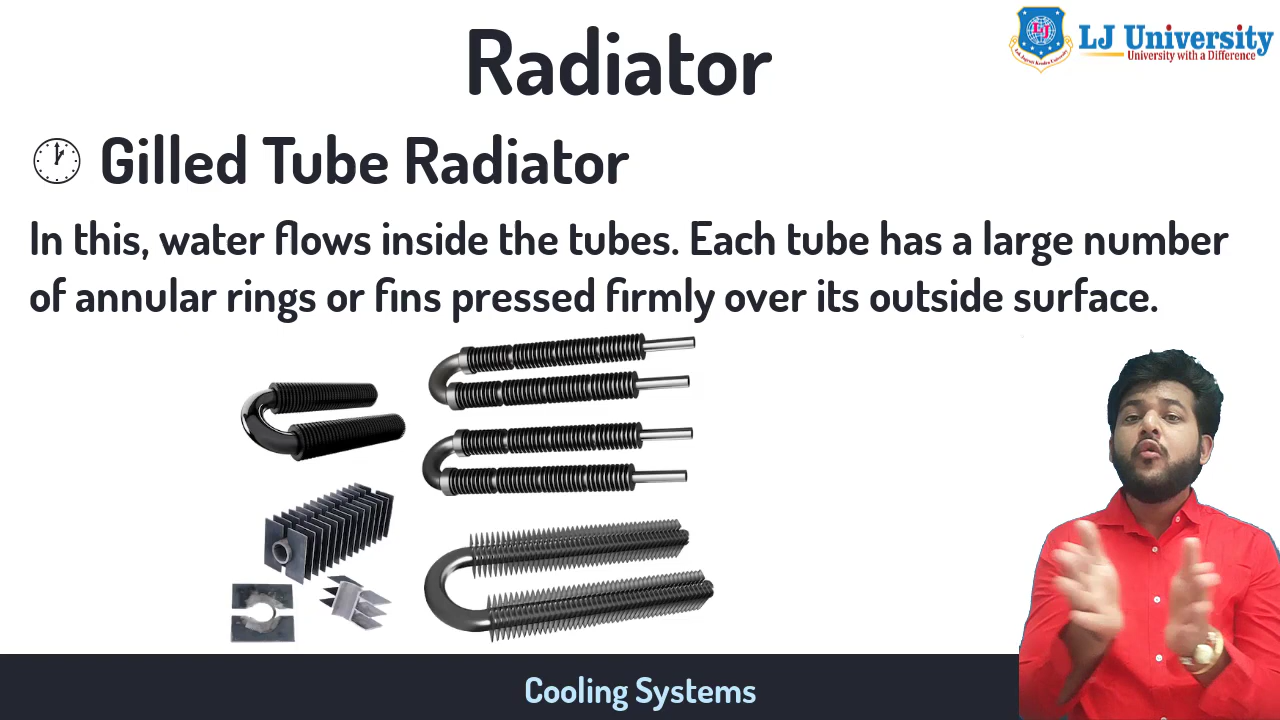 Radiator
LJ University
University with a Difference
Gilled Tube Radiator
In this, water flows inside the tubes. Each tube has a large number
of annular rings or fins pressed firmly over its outside surface.
Cooling Systems